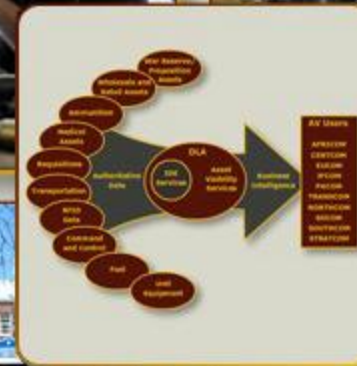 War Reserve/
Preposition
Assets
Wholesale and
Retail Assets
Ammunition
Medical
Assets
Requisitions
Transportation
RFID
Data
Command
and Control
Fuel
Unit
Equipment
Authoritative
Data
DLA
SDE
Services
Asset
Visibility
Services
Business
Intelligence
AV Users
AFRICOM
CENTCOM
EUCOM
JFCOM
PACOM
TRANSCOM
NORTHCOM
SOCOM
SOUTHCOM
STRATCOM